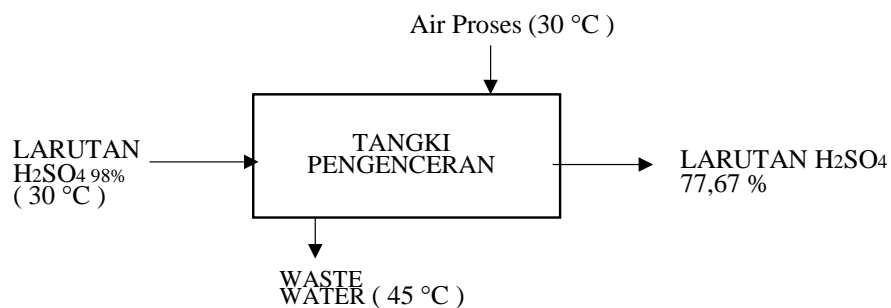 Air Proses (30 °C )
LARUTAN
H2SO4 98%
( 30 °C )
TANGKI
PENGENCERAN
LARUTAN H2SO4
77,67 %
WASTE
WATER ( 45 °C )